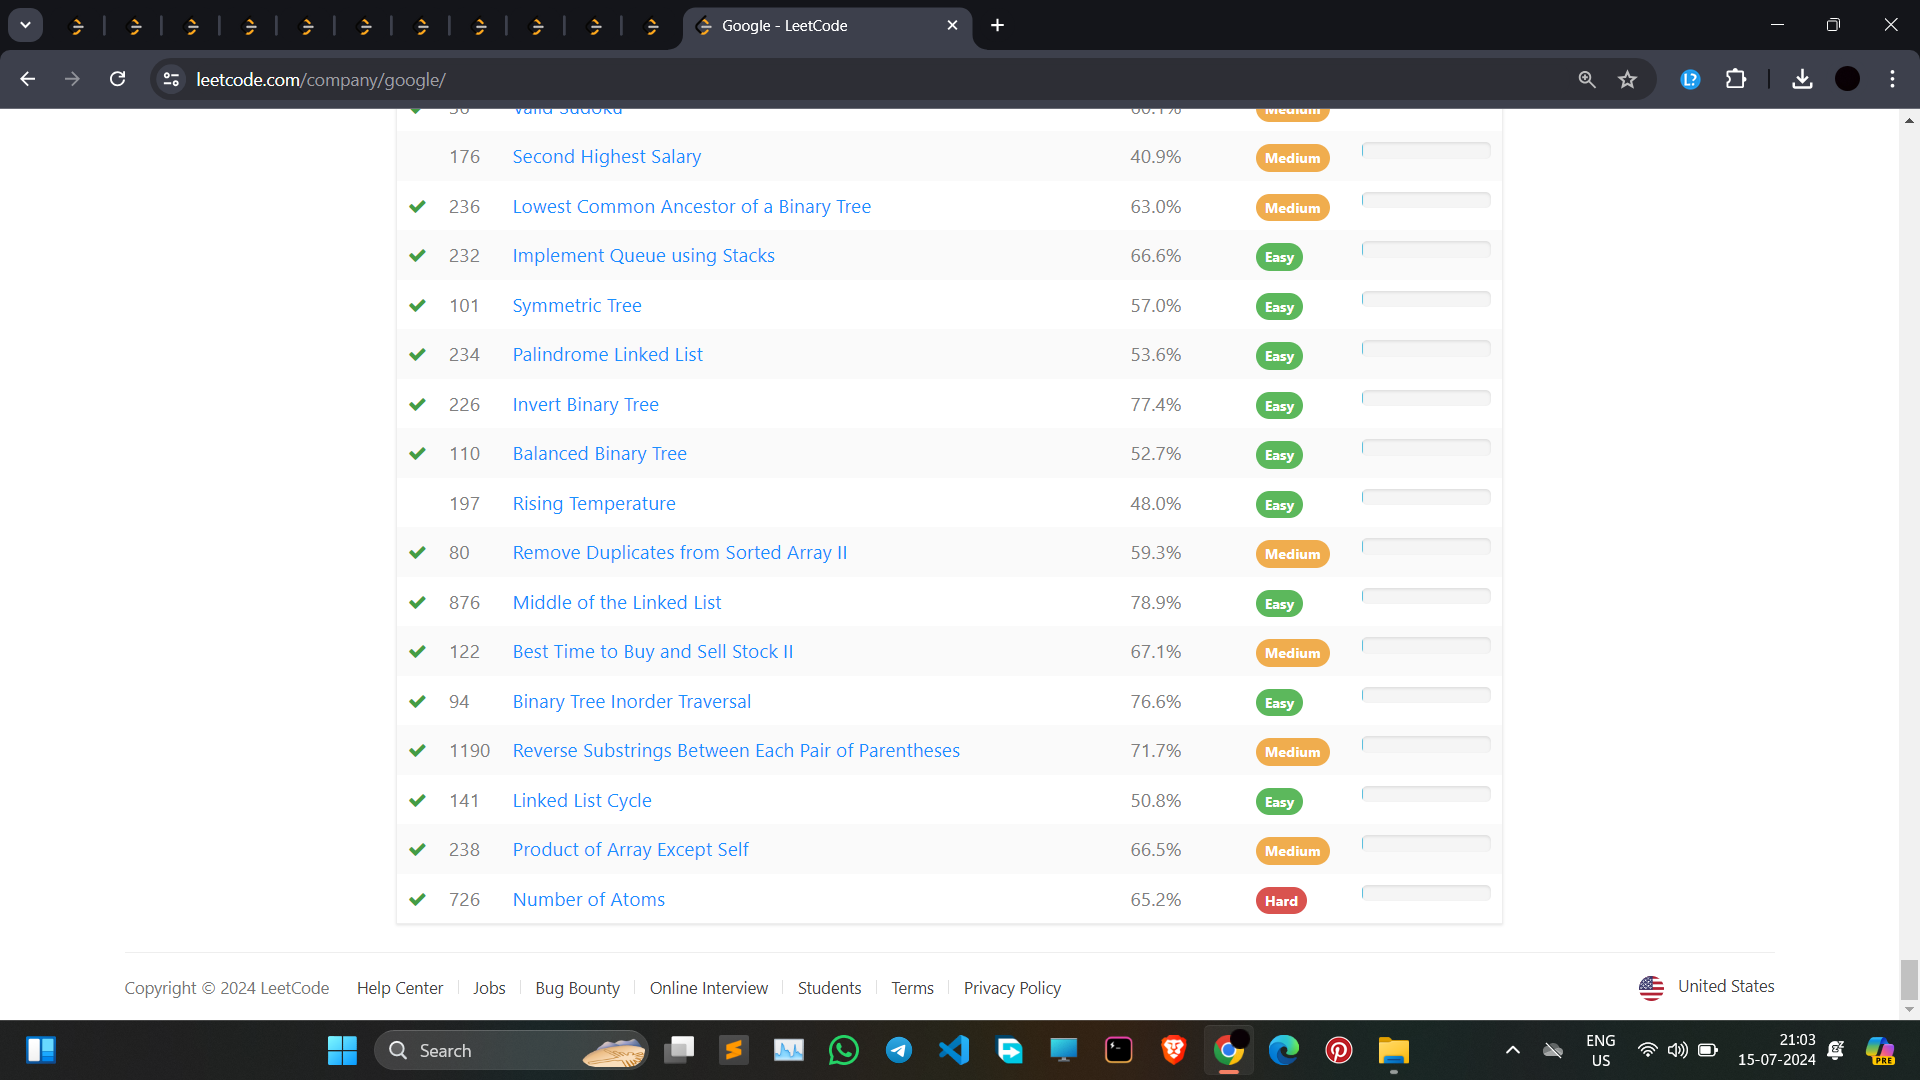 Google - LeetCode
leetcode.com/company/google/
36 Valid Sudoku 60.1% Medium
176 Second Highest Salary 40.9% Medium
236 Lowest Common Ancestor of a Binary Tree 63.0% Medium
232 Implement Queue using Stacks 66.6% Easy
101 Symmetric Tree 57.0% Easy
234 Palindrome Linked List 53.6% Easy
226 Invert Binary Tree 77.4% Easy
110 Balanced Binary Tree 52.7% Easy
197 Rising Temperature 48.0% Easy
80 Remove Duplicates from Sorted Array II 59.3% Medium
876 Middle of the Linked List 78.9% Easy
122 Best Time to Buy and Sell Stock II 67.1% Medium
94 Binary Tree Inorder Traversal 76.6% Easy
1190 Reverse Substrings Between Each Pair of Parentheses 71.7% Medium
141 Linked List Cycle 50.8% Easy
238 Product of Array Except Self 66.5% Medium
726 Number of Atoms 65.2% Hard
Copyright © 2024 LeetCode Help Center Jobs Bug Bounty Online Interview Students Terms Privacy Policy United States
Search ENG 21:03
US 15-07-2024 PRE